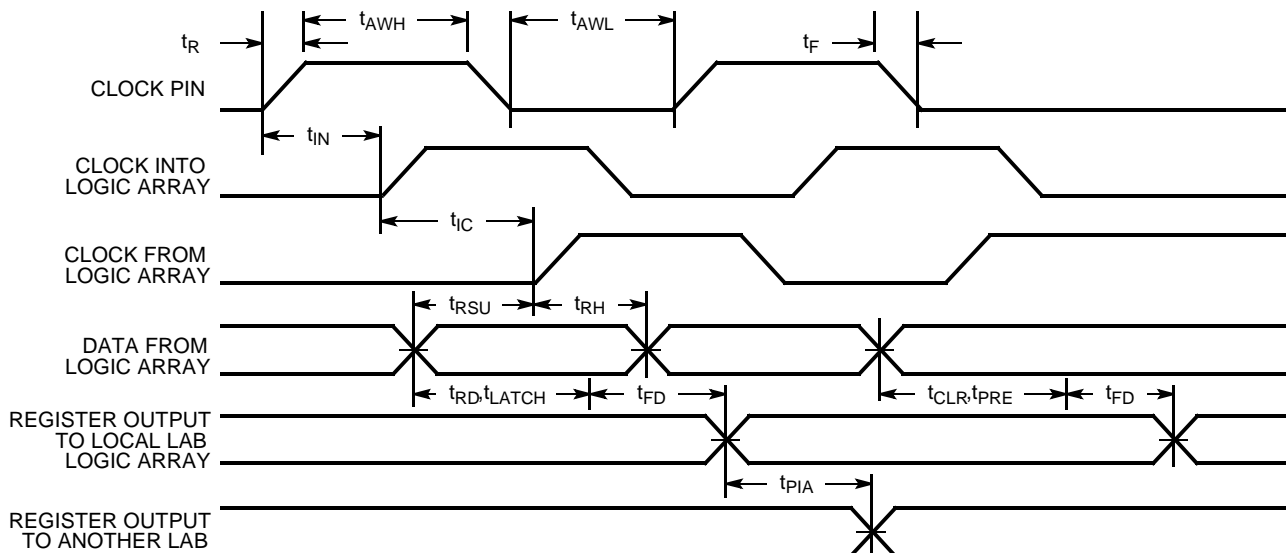 tAWH
tAWL
tR
tF
CLOCK PIN
tIN
CLOCK INTO
LOGIC ARRAY
tIC
CLOCK FROM
LOGIC ARRAY
tRSU
tRH
DATA FROM
LOGIC ARRAY
tRD,tLATCH
tFD
tCLR,tPRE
tFD
REGISTER OUTPUT
TO LOCAL LAB
LOGIC ARRAY
tPIA
REGISTER OUTPUT
TO ANOTHER LAB